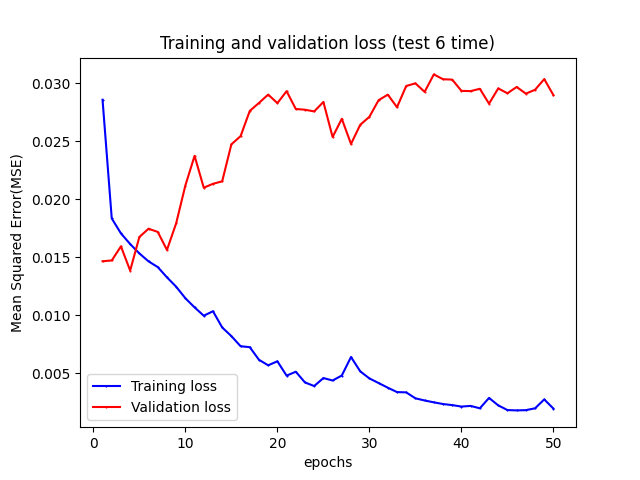 Training and validation loss (test 6 time)
0.030
0.025
0.020
0.015
0.010
0.005
Mean Squared Error(MSE)
Training loss
Validation loss
0 10 20 30 40 50
epochs